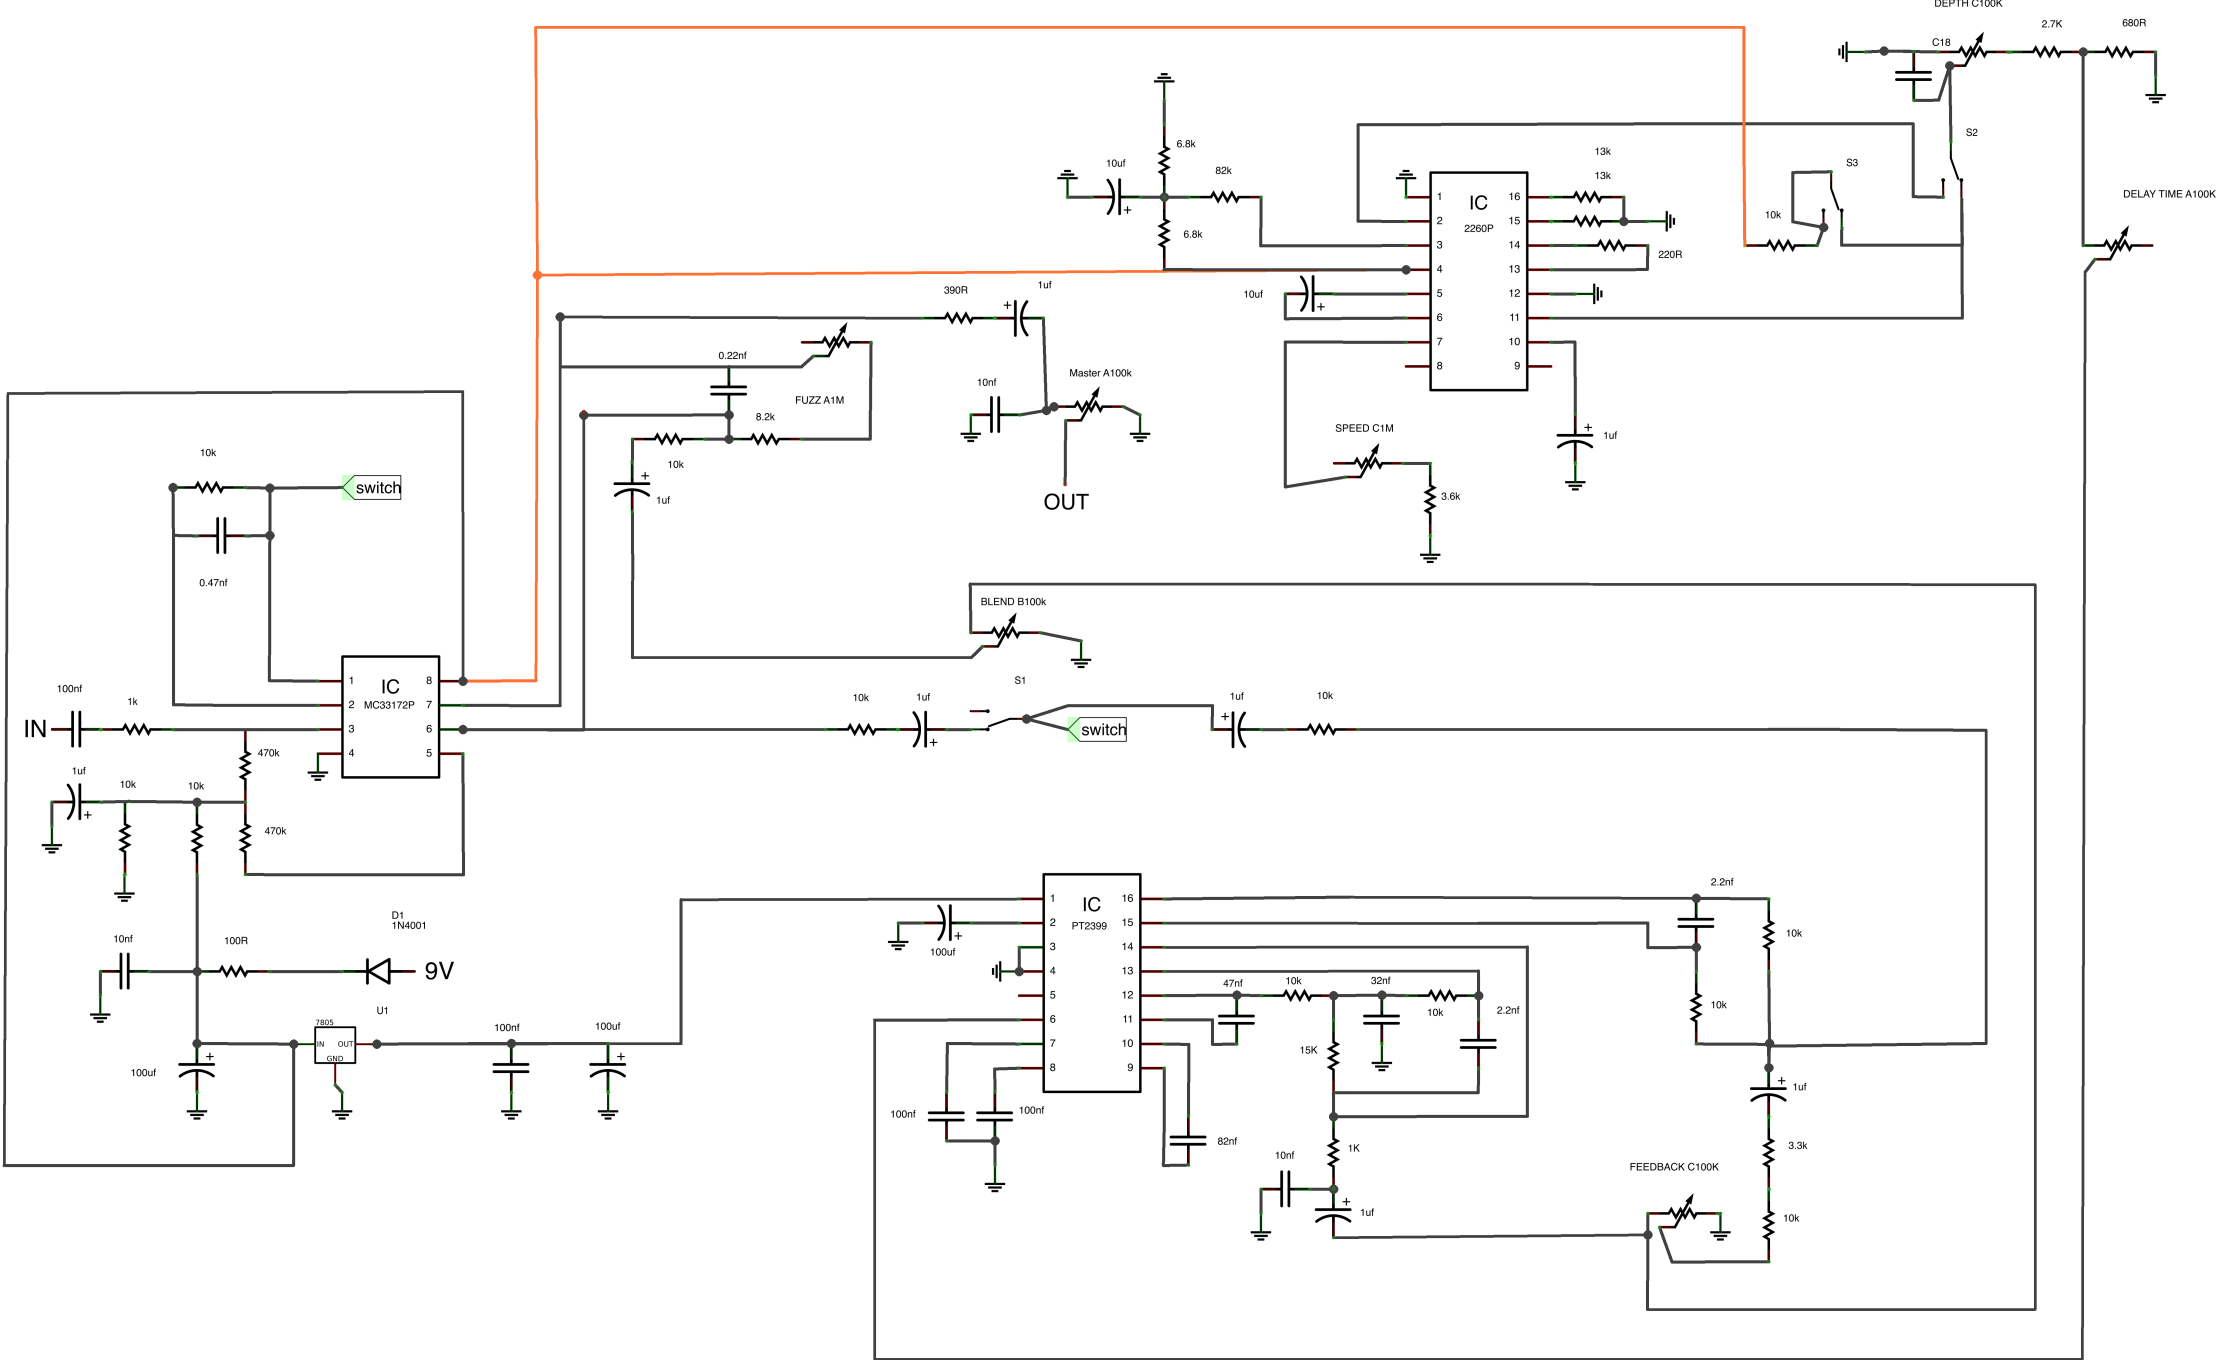 DEPTH C100K
2.7K
680R
C18
S2
DELAY TIME A100K
S3
10k
13k
13k
IC
2260P
1
2
3
4
5
6
7
8
16
15
14
13
12
11
10
9
220R
6.8k
10uf
+
82k
6.8k
10uf
+
+
1uf
SPEED C1M
3.6k
390R
+
1uf
0.22nf
FUZZ A1M
8.2k
10k
+
1uf
10nf
Master A100k
OUT
10k
switch
0.47nf
BLEND B100k
IC
MC33172P
1
2
3
4
8
7
6
5
100nf
1k
IN
470k
1uf
+
10k
10k
470k
10k
1uf
+
S1
switch
1uf
+
10k
D1
1N4001
10nf
100R
9V
U1
7805
IN
OUT
GND
100uf
+
100nf
100uf
+
IC
PT2399
1
2
3
4
5
6
7
8
16
15
14
13
12
11
10
9
100uf
+
2.2nf
10k
10k
47nf
10k
32nf
10k
2.2nf
15K
100nf
100nf
82nf
1K
10nf
+
1uf
+
1uf
3.3k
FEEDBACK C100K
10k